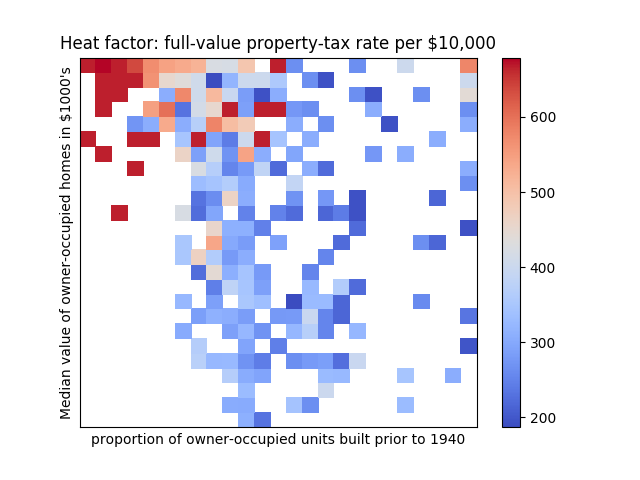 Heat factor: full-value property-tax rate per $10,000
Median value of owner-occupied homes in $1000's
proportion of owner-occupied units built prior to 1940
600
500
400
300
200